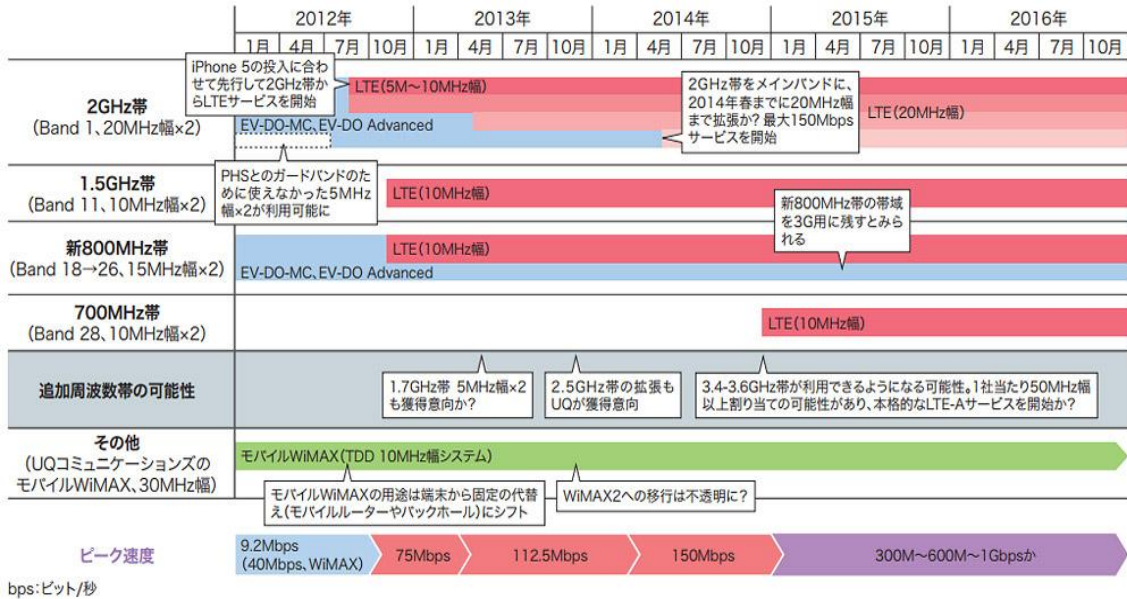 2012年 2013年 2014年 2015年 2016年
1月 4月 7月 10月 1月 4月 7月 10月 1月 4月 7月 10月 1月 4月 7月 10月 1月 4月 7月 10月
2GHz帯
(Band 1、20MHz幅×2)
iPhone 5の投入に合わ
せて先行して2GHz帯か
らLTEサービスを開始
LTE(5M〜10MHz幅)
EV-DO-MC、EV-DO Advanced
2GHz帯をメインバンドに、
2014年春までに20MHz幅
まで拡張か?最大150Mbps
サービスを開始
LTE(20MHz幅)
PHSとのガードバンドのた
めに使えなかった5MHz
幅×2が利用可能に
1.5GHz帯
(Band 11、10MHz幅×2)
LTE(10MHz幅)
新800MHz帯の帯域
を3G用に残すとみら
れる
新800MHz帯
(Band 18→26、15MHz幅×2)
LTE(10MHz幅)
EV-DO-MC、EV-DO Advanced
700MHz帯
(Band 28、10MHz幅×2)
LTE(10MHz幅)
追加周波数帯の可能性
1.7GHz帯 5MHz幅×2
も獲得意向か?
2.5GHz帯の拡張も
UQが獲得意向
3.4-3.6GHz帯が利用できるようになる可能性。1社当たり50MHz幅
以上割り当ての可能性があり、本格的なLTE-Aサービスを開始か?
その他
(UQコミュニケーションズの
モバイルWiMAX、30MHz幅)
モバイルWiMAX(TDD 10MHz幅システム)
モバイルWiMAXの用途は端末から固定の代替
え(モバイルルーターやバックホール)にシフト
WiMAX2への移行は不透明に?
ピーク速度
9.2Mbps
(40Mbps、WiMAX)
75Mbps
112.5Mbps
150Mbps
300M〜600M〜1Gbpsか
bps:ビット/秒